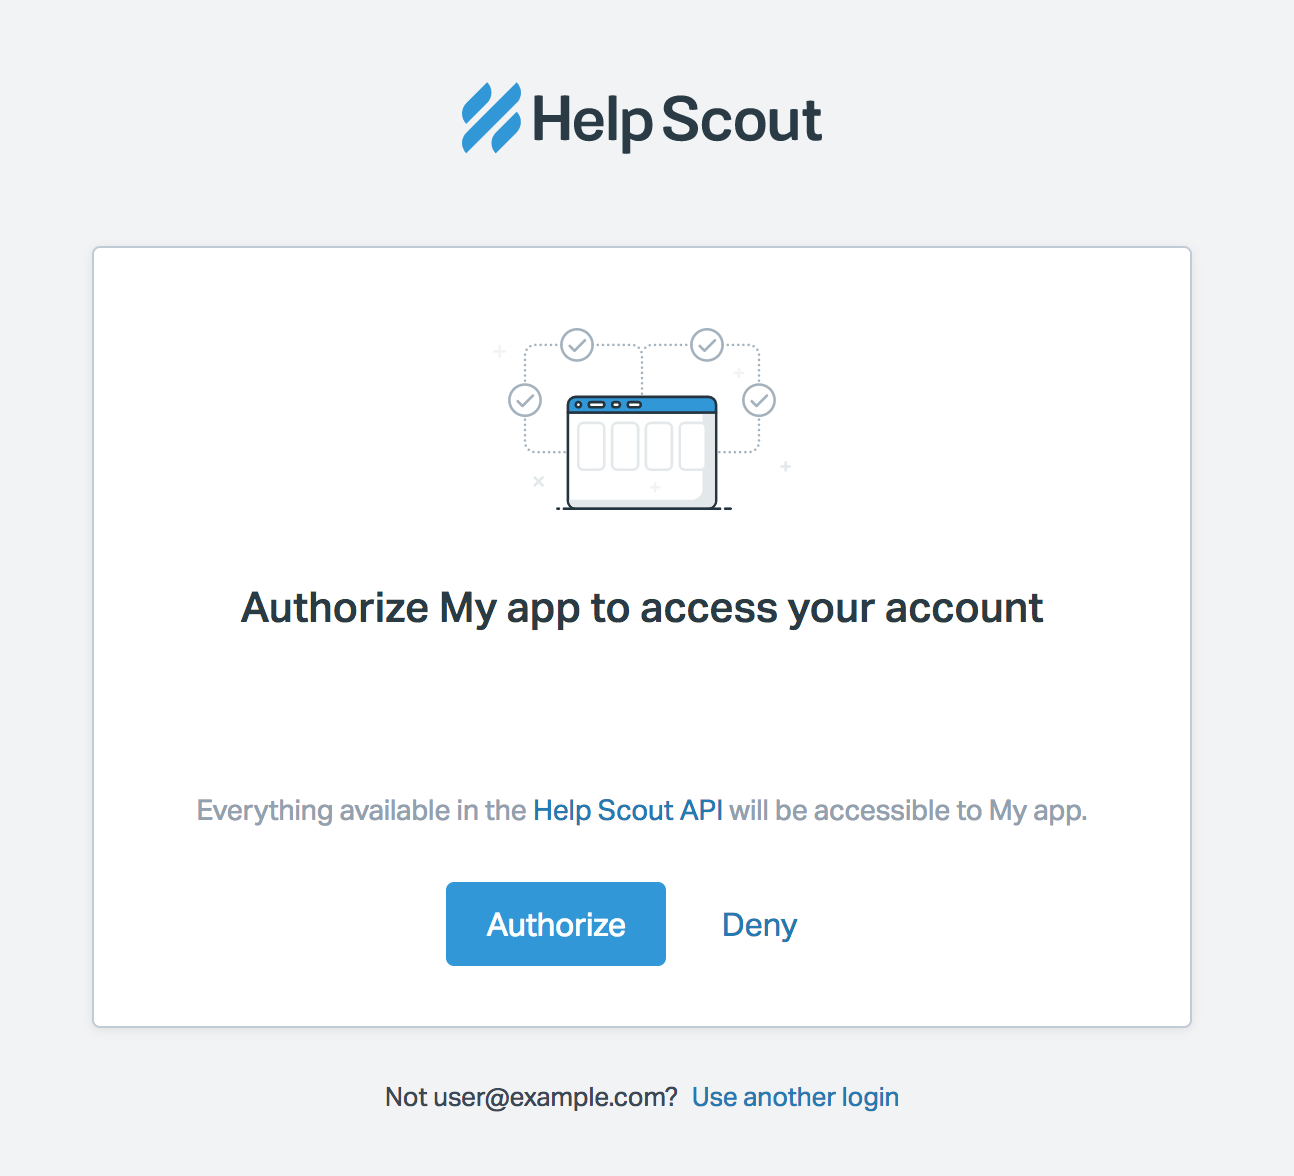 Help Scout
Authorize My app to access your account
Everything available in the Help Scout API will be accessible to My app.
Authorize
Deny
Not user@example.com? Use another login